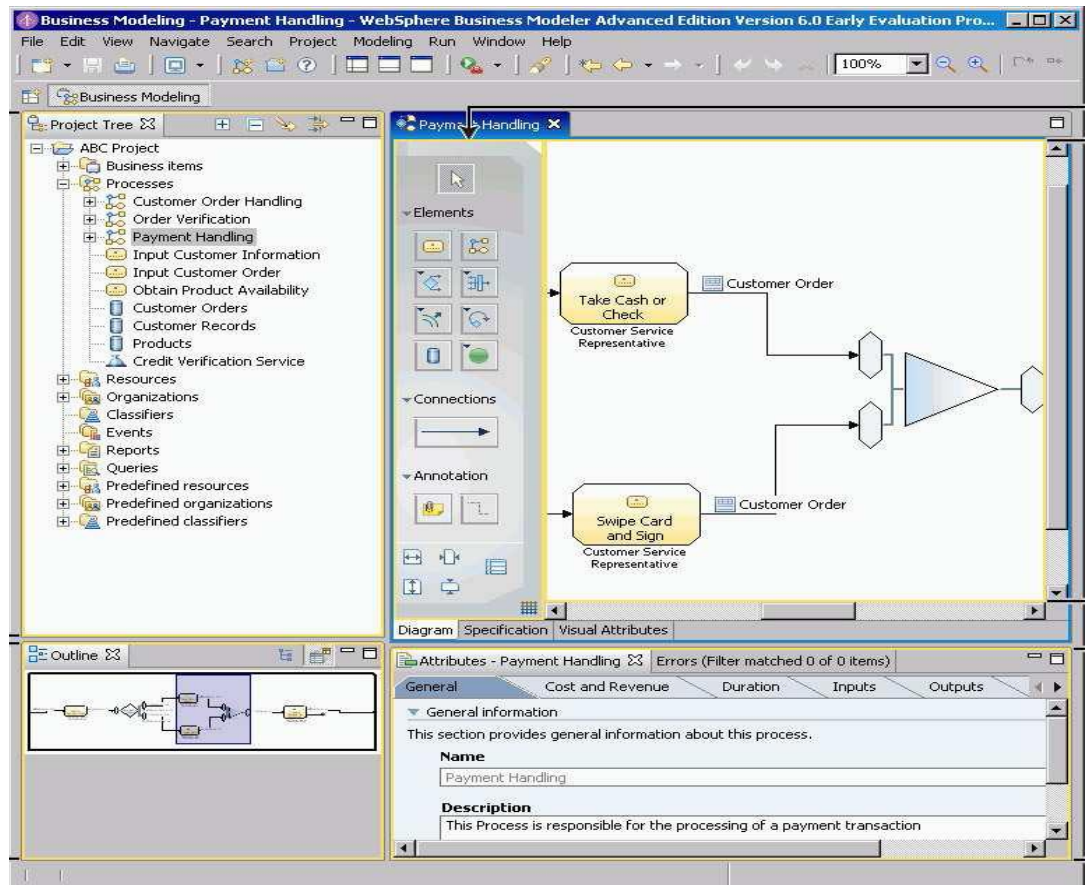 Business Modeling - Payment Handling - WebSphere Business Modeler Advanced Edition Version 6.0 Early Evaluation Pro...
File Edit View Navigate Search Project Modeling Run Window Help
100%
Business Modeling
Project Tree
ABC Project
Business items
Processes
Customer Order Handling
Order Verification
Payment Handling
Input Customer Information
Input Customer Order
Obtain Product Availability
Customer Orders
Customer Records
Products
Credit Verification Service
Resources
Organizations
Classifiers
Events
Reports
Queries
Predefined resources
Predefined organizations
Predefined classifiers
Handling
Elements
Connections
Annotation
Take Cash or
Check
Customer Service
Representative
Customer Order
Swipe Card
and Sign
Customer Service
Representative
Customer Order
Diagram Specification Visual Attributes
Outline
Attributes - Payment Handling Errors (Filter matched 0 of 0 items)
General Cost and Revenue Duration Inputs Outputs
General information
This section provides general information about this process.
Name
Payment Handling
Description
This Process is responsible for the processing of a payment transaction